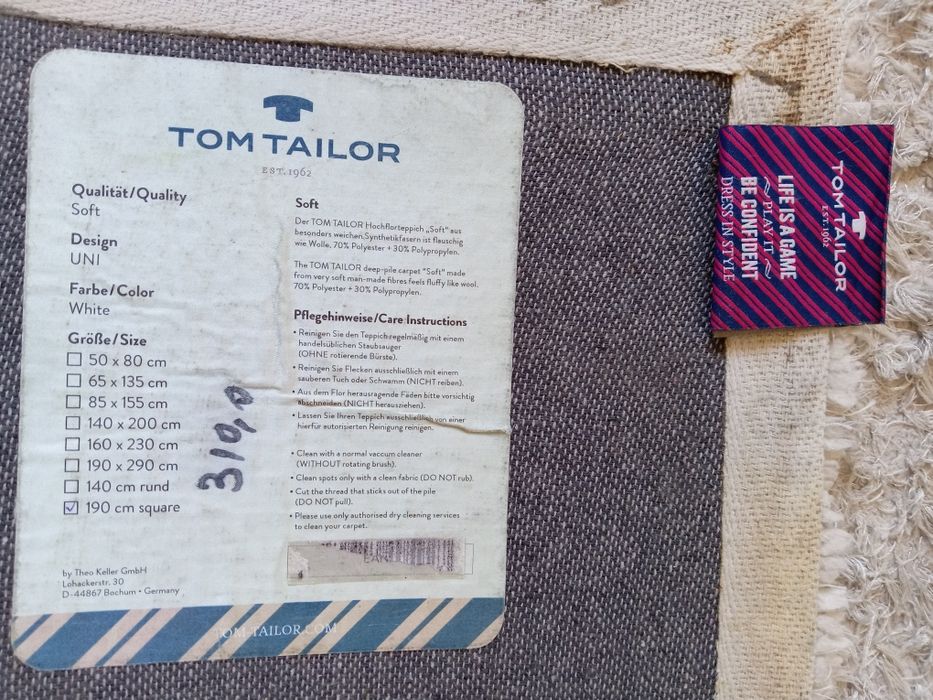 TOM TAILOR
EST. 1962
Qualität/Quality
Soft
Design
UNI
Farbe/Color
White
Größe/Size
50 x 80 cm
65 x 135 cm
85 x 155 cm
140 x 200 cm
160 x 230 cm
190 x 290 cm
140 cm rund
190 cm square
310,0
by Theo Keller GmbH
Lohackerstr. 30
D-44867 Bochum • Germany
Soft
Der TOM TAILOR Hochflorteppich „Soft" aus
besonders weichen Synthetikfasern ist flauschig
wie Wolle. 70% Polyester + 30% Polypropylen.
The TOM TAILOR deep-pile carpet "Soft" made
from very soft man-made fibres feels fluffy like wool.
70% Polyester + 30% Polypropylen.
Pflegehinweise/Care Instructions
• Reinigen Sie den Teppich regelmäßig mit einem
handelsüblichen Staubsauger
(OHNE rotierende Bürste).
• Reinigen Sie Flecken ausschließlich mit einem
sauberen Tuch oder Schwamm (NICHT reiben).
• Aus dem Flor herausragende Fäden bitte vorsichtig
abschneiden (NICHT herausziehen).
• Lassen Sie Ihren Teppich ausschließlich von einer
hierfür autorisierten Reinigung reinigen.
• Clean with a normal vaccum cleaner
(WITHOUT rotating brush).
• Clean spots only with a clean fabric (DO NOT rub).
• Cut the thread that sticks out of the pile
(DO NOT pull).
• Please use only authorised dry cleaning services
to clean your carpet.
TOM-TAILOR.COM
TOM TAILOR
EST. 1962
LIFE IS A GAME
PLAY IT
BE CONFIDENT
DRESS IN STYLE